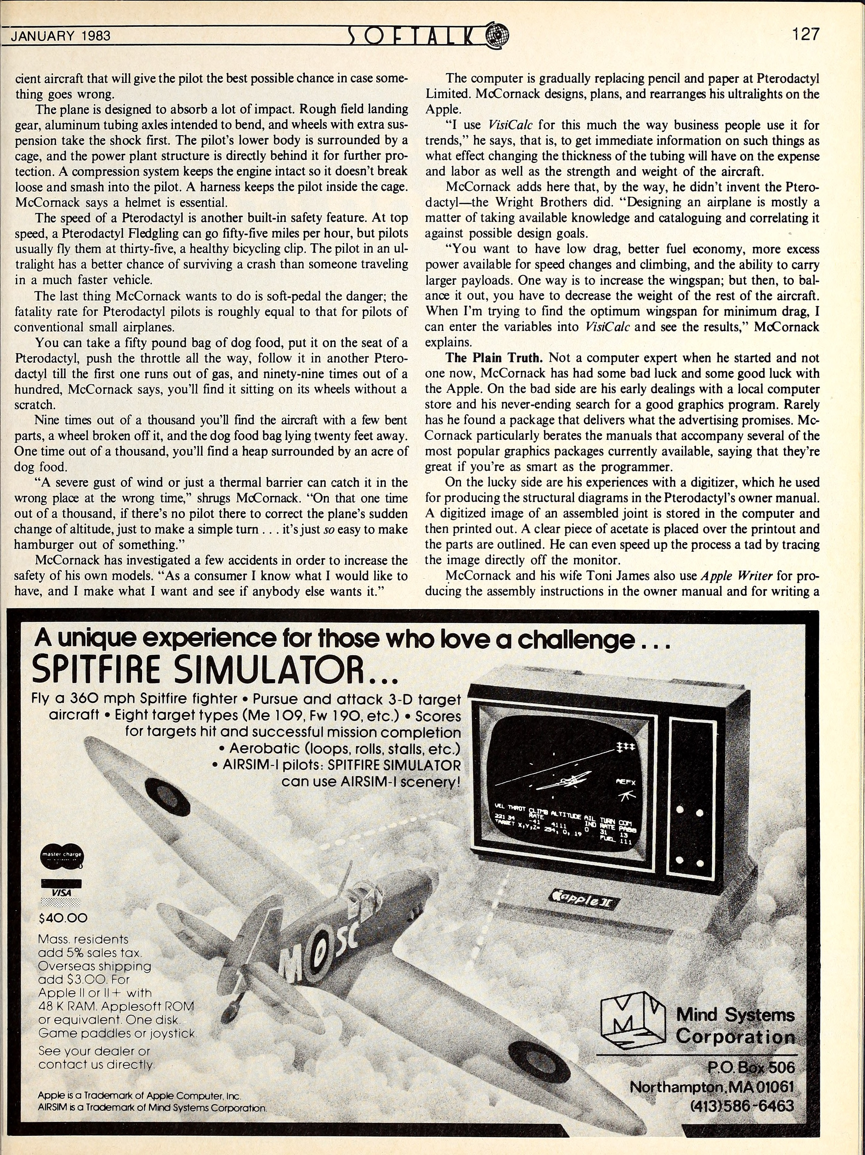 JANUARY 1983
SOFTALK
127
cient aircraft that will give the pilot the best possible chance in case some-
thing goes wrong.
The plane is designed to absorb a lot of impact. Rough field landing
gear, aluminum tubing axles intended to bend, and wheels with extra sus-
pension take the shock first. The pilot's lower body is surrounded by a
cage, and the power plant structure is directly behind it for further pro-
tection. A compression system keeps the engine intact so it doesn't break
loose and smash into the pilot. A harness keeps the pilot inside the cage.
McCornack says a helmet is essential.
The speed of a Pterodactyl is another built-in safety feature. At top
speed, a Pterodactyl Fledgling can go fifty-five miles per hour, but pilots
usually fly them at thirty-five, a healthy bicycling clip. The pilot in an ul-
tralight has a better chance of surviving a crash than someone traveling
in a much faster vehicle.
The last thing McCornack wants to do is soft-pedal the danger; the
fatality rate for Pterodactyl pilots is roughly equal to that for pilots of
conventional small airplanes.
You can take a fifty pound bag of dog food, put it on the seat of a
Pterodactyl, push the throttle all the way, follow it in another Ptero-
dactyl till the first one runs out of gas, and ninety-nine times out of a
hundred, McCornack says, you'll find it sitting on its wheels without a
scratch.
Nine times out of a thousand you'll find the aircraft with a few bent
parts, a wheel broken off it, and the dog food bag lying twenty feet away.
One time out of a thousand, you'll find a heap surrounded by an acre of
dog food.
"A severe gust of wind or just a thermal barrier can catch it in the
wrong place at the wrong time," shrugs McCornack. "On that one time
out of a thousand, if there's no pilot there to correct the plane's sudden
change of altitude, just to make a simple turn . . . it's just so easy to make
hamburger out of something."
McCornack has investigated a few accidents in order to increase the
safety of his own models. "As a consumer I know what I would like to
have, and I make what I want and see if anybody else wants it."
The computer is gradually replacing pencil and paper at Pterodactyl
Limited. McCornack designs, plans, and rearranges his ultralights on the
Apple.
"I use VisiCalc for this much the way business people use it for
trends," he says, that is, to get immediate information on such things as
what effect changing the thickness of the tubing will have on the expense
and labor as well as the strength and weight of the aircraft.
McCornack adds here that, by the way, he didn't invent the Ptero-
dactyl—the Wright Brothers did. "Designing an airplane is mostly a
matter of taking available knowledge and cataloguing and correlating it
against possible design goals.
"You want to have low drag, better fuel economy, more excess
power available for speed changes and climbing, and the ability to carry
larger payloads. One way is to increase the wingspan; but then, to bal-
ance it out, you have to decrease the weight of the rest of the aircraft.
When I'm trying to find the optimum wingspan for minimum drag, I
can enter the variables into VisiCalc and see the results," McCornack
explains.
The Plain Truth. Not a computer expert when he started and not
one now, McCornack has had some bad luck and some good luck with
the Apple. On the bad side are his early dealings with a local computer
store and his never-ending search for a good graphics program. Rarely
has he found a package that delivers what the advertising promises. Mc-
Cornack particularly berates the manuals that accompany several of the
most popular graphics packages currently available, saying that they're
great if you're as smart as the programmer.
On the lucky side are his experiences with a digitizer, which he used
for producing the structural diagrams in the Pterodactyl's owner manual.
A digitized image of an assembled joint is stored in the computer and
then printed out. A clear piece of acetate is placed over the printout and
the parts are outlined. He can even speed up the process a tad by tracing
the image directly off the monitor.
McCornack and his wife Toni James also use Apple Writer for pro-
ducing the assembly instructions in the owner manual and for writing a
A unique experience for those who love a challenge . . .
SPITFIRE SIMULATOR...
Fly a 360 mph Spitfire fighter • Pursue and attack 3-D target
aircraft • Eight target types (Me 109, Fw 190, etc.) • Scores
for targets hit and successful mission completion
• Aerobatic (loops, rolls, stalls, etc.)
• AIRSIM-I pilots: SPITFIRE SIMULATOR
can use AIRSIM-I scenery!
VEL THROT CLIMB ALTITUDE AIL TURN COM
RATE IND RATE PASS
221 34 -41 4111 0 31 13
TARGET X,Y,Z= 254, 0, 19 FUEL 111
apple II
M SC
master charge
VISA
$40.00
Mass. residents
add 5% sales tax.
Overseas shipping
add $3.00. For
Apple II or II+ with
48 K RAM. Applesoft ROM
or equivalent. One disk.
Game paddles or joystick.
See your dealer or
contact us directly.
Apple is a Trademark of Apple Computer, Inc.
AIRSIM is a Trademark of Mind Systems Corporation.
Mind Systems
Corporation
P.O. Box 506
Northampton, MA 01061
(413) 586-6463